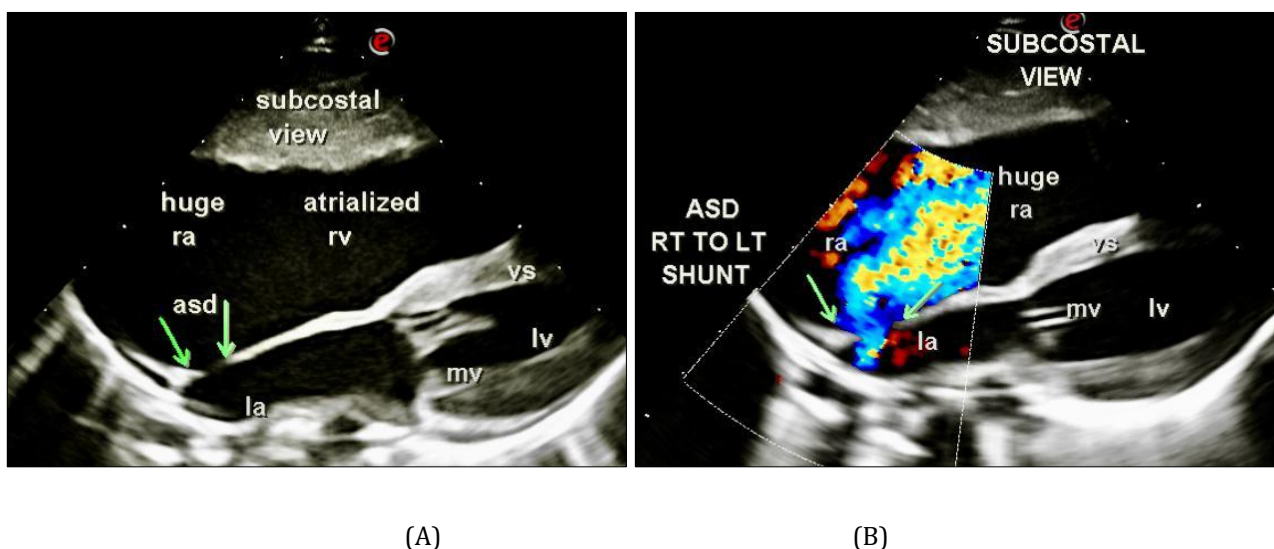 e
subcostal
view
huge
ra
atrialized
rv
asd
vs
lv
mv
la
e
SUBCOSTAL
VIEW
huge
ra
ASD
RT TO LT
SHUNT
ra
vs
mv
lv
la
(A)
(B)